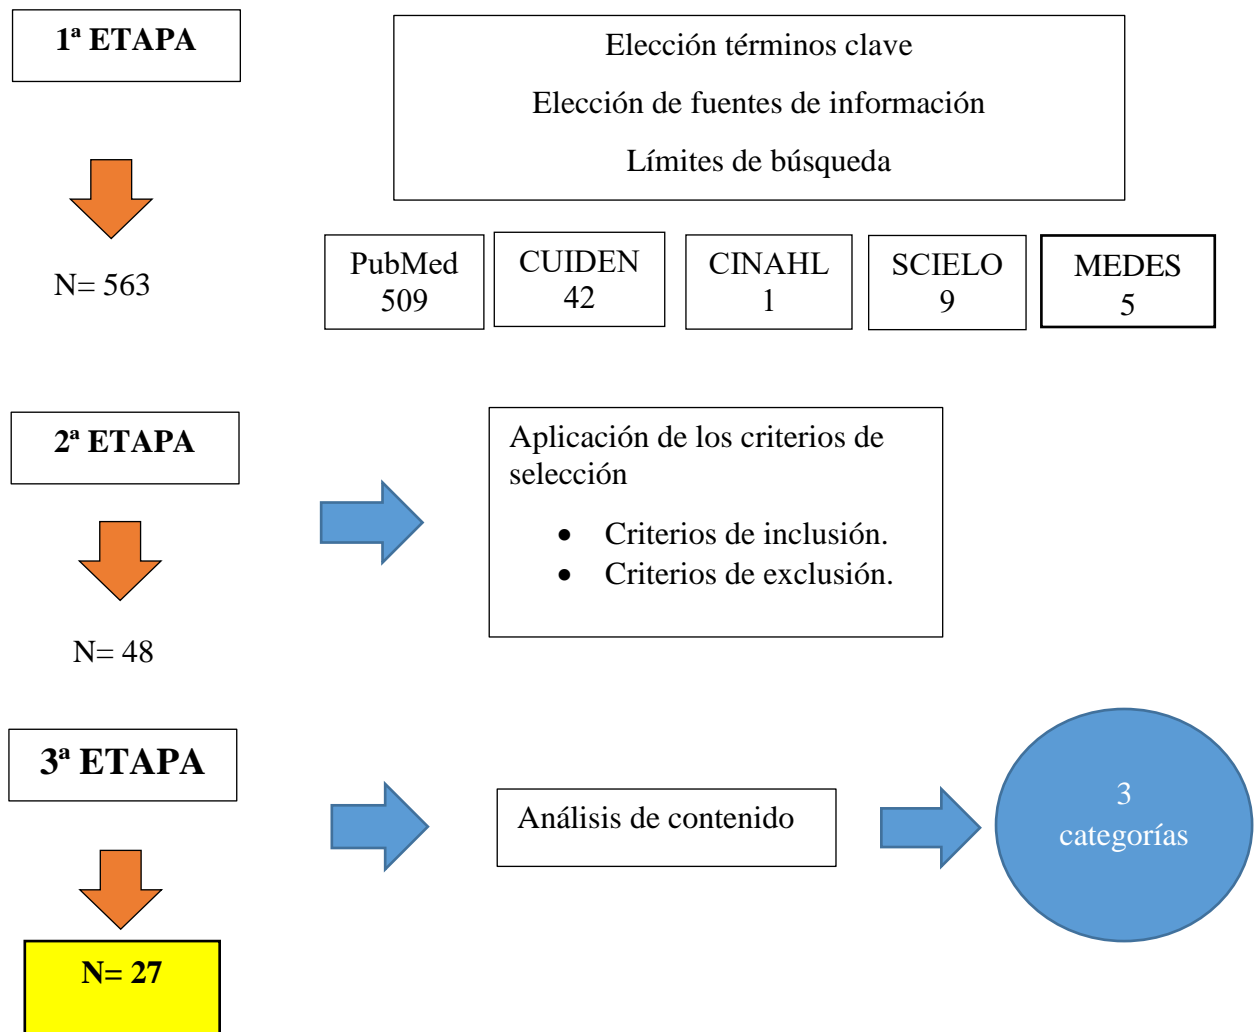 1ª ETAPA
Elección términos clave
Elección de fuentes de información
Límites de búsqueda
N= 563
PubMed
509
CUIDEN
42
CINAHL
1
SCIELO
9
MEDES
5
2ª ETAPA
Aplicación de los criterios de
selección
• Criterios de inclusión.
• Criterios de exclusión.
N= 48
3ª ETAPA
Análisis de contenido
3
categorías
N= 27